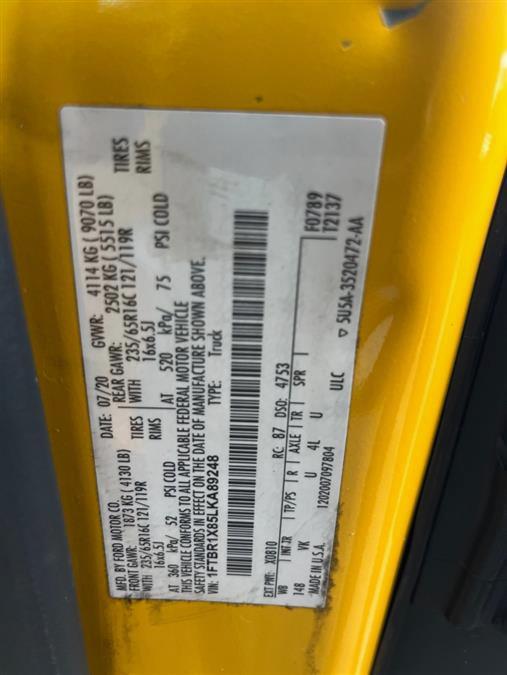 MFD. BY FORD MOTOR CO.
DATE: 07/20 GVWR: 4114 KG ( 9070 LB)
FRONT GAWR: 1873 KG ( 4130 LB) REAR GAWR: 2502 KG ( 5515 LB)
WITH 235/65R16C 121/119R WITH 235/65R16C 121/119R TIRES
16x6.5J 16x6.5J RIMS
AT 360 kPa/ 52 PSI COLD AT 520 kPa/ 75 PSI COLD
THIS VEHICLE CONFORMS TO ALL APPLICABLE FEDERAL MOTOR VEHICLE
SAFETY STANDARDS IN EFFECT ON THE DATE OF MANUFACTURE SHOWN ABOVE.
VIN: 1FTBR1X85LKA89248 TYPE: Truck
TIRES
RIMS
F0789
T2137
EXT PNT: X0810 RC: 87 DSO: 4753
WB INT TR TP/PS R AXLE TR SPR
148 VK U 4L U ULC
MADE IN U.S.A. 1202007097804
5USA-3520472-AA